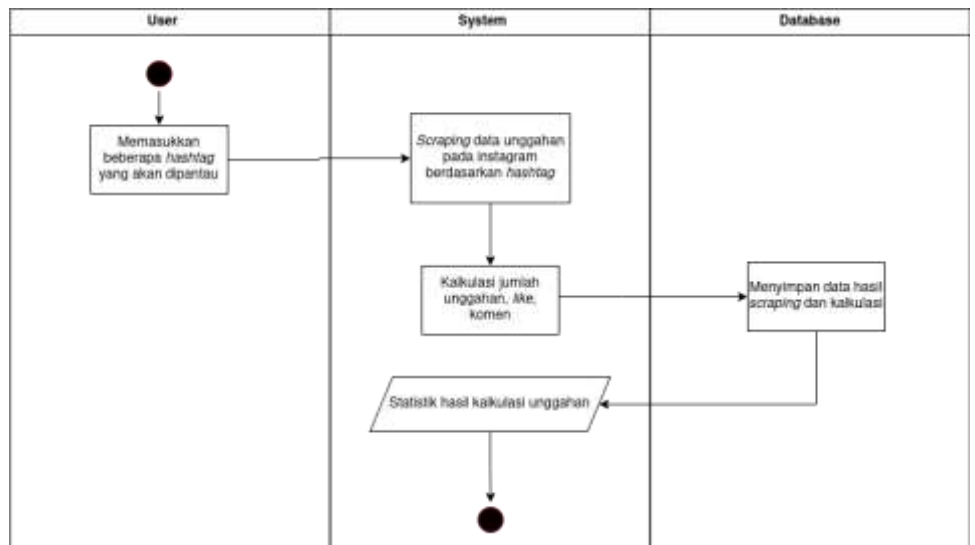 User
System
Database
Memasukkan
beberapa hashtag
yang akan dipantau
Scraping data unggahan
pada instagram
berdasarkan hashtag
Kalkulasi jumlah
unggahan, like,
komen
Menyimpan data hasil
scraping dan kalkulasi
Statistik hasil kalkulasi unggahan